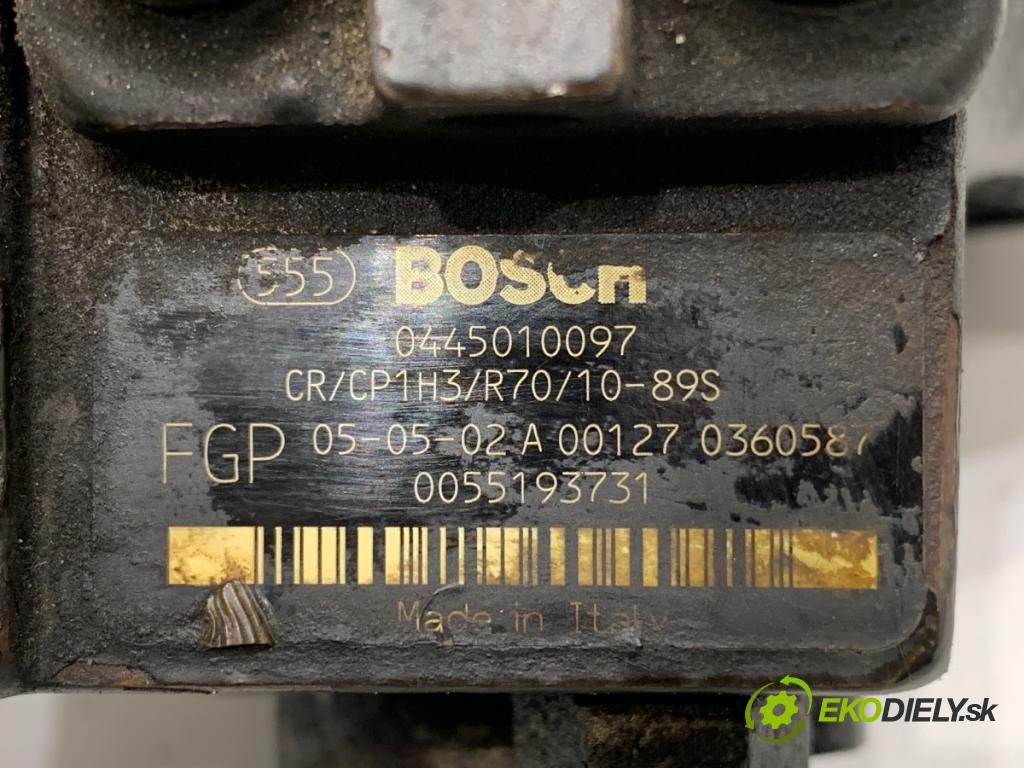 555 BOSCH
0445010097
CR/CP1H3/R70/10-89S
FGP 05-05-02 A 00127 0360587
0055193731
Made in Italy
EKODIELY.sk